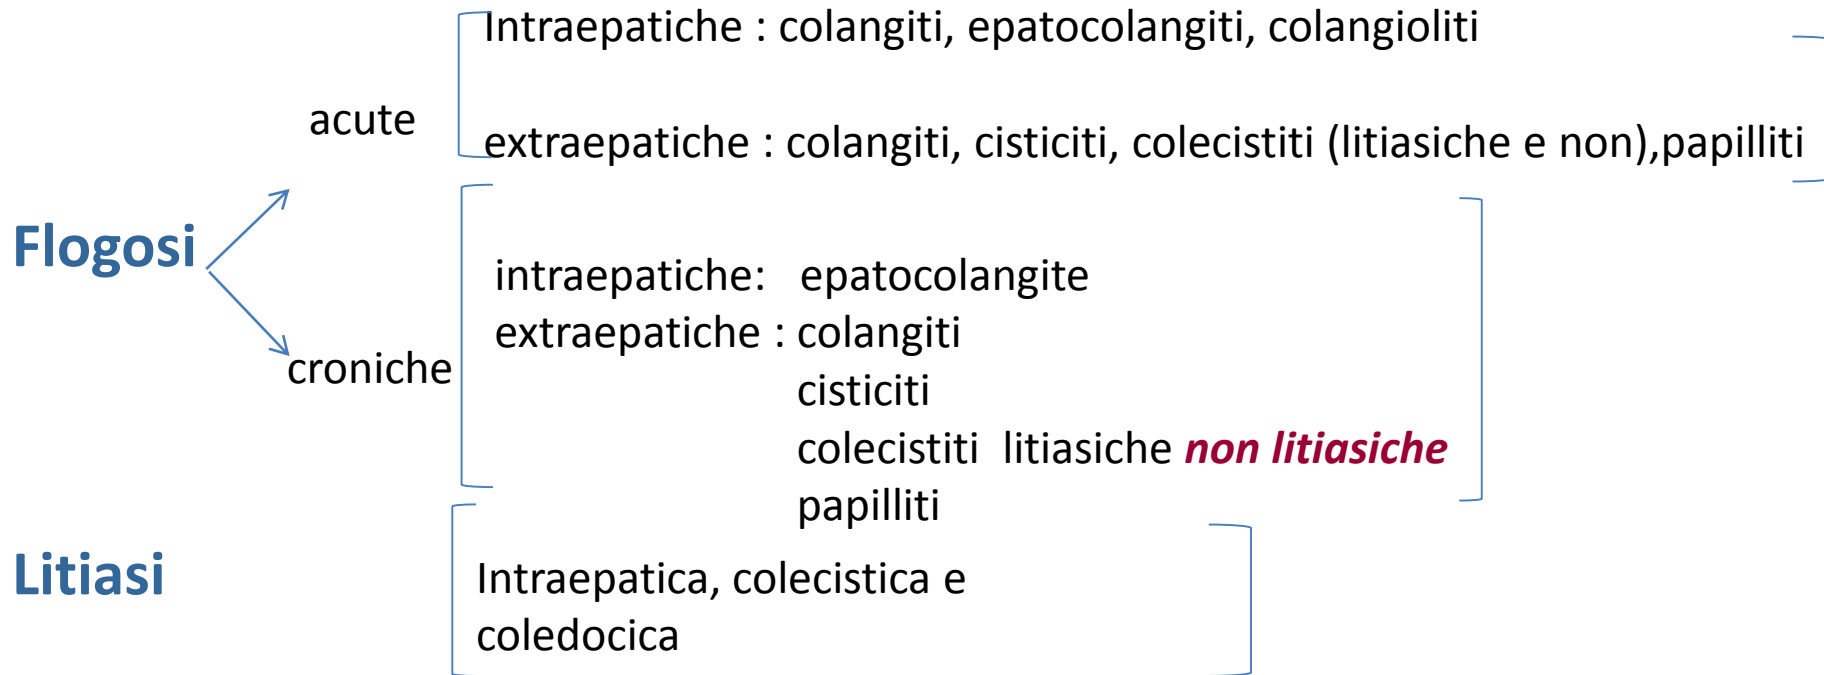 Intraepatiche : colangiti, epatocolangiti, colangioliti
acute
extraepatiche : colangiti, cisticiti, colecistiti (litiasiche e non),papilliti
Flogosi
intraepatiche: epatocolangite
extraepatiche : colangiti
croniche
cisticiti
colecistiti litiasiche non litiasiche
papilliti
Litiasi
Intraepatica, colecistica e
coledocica